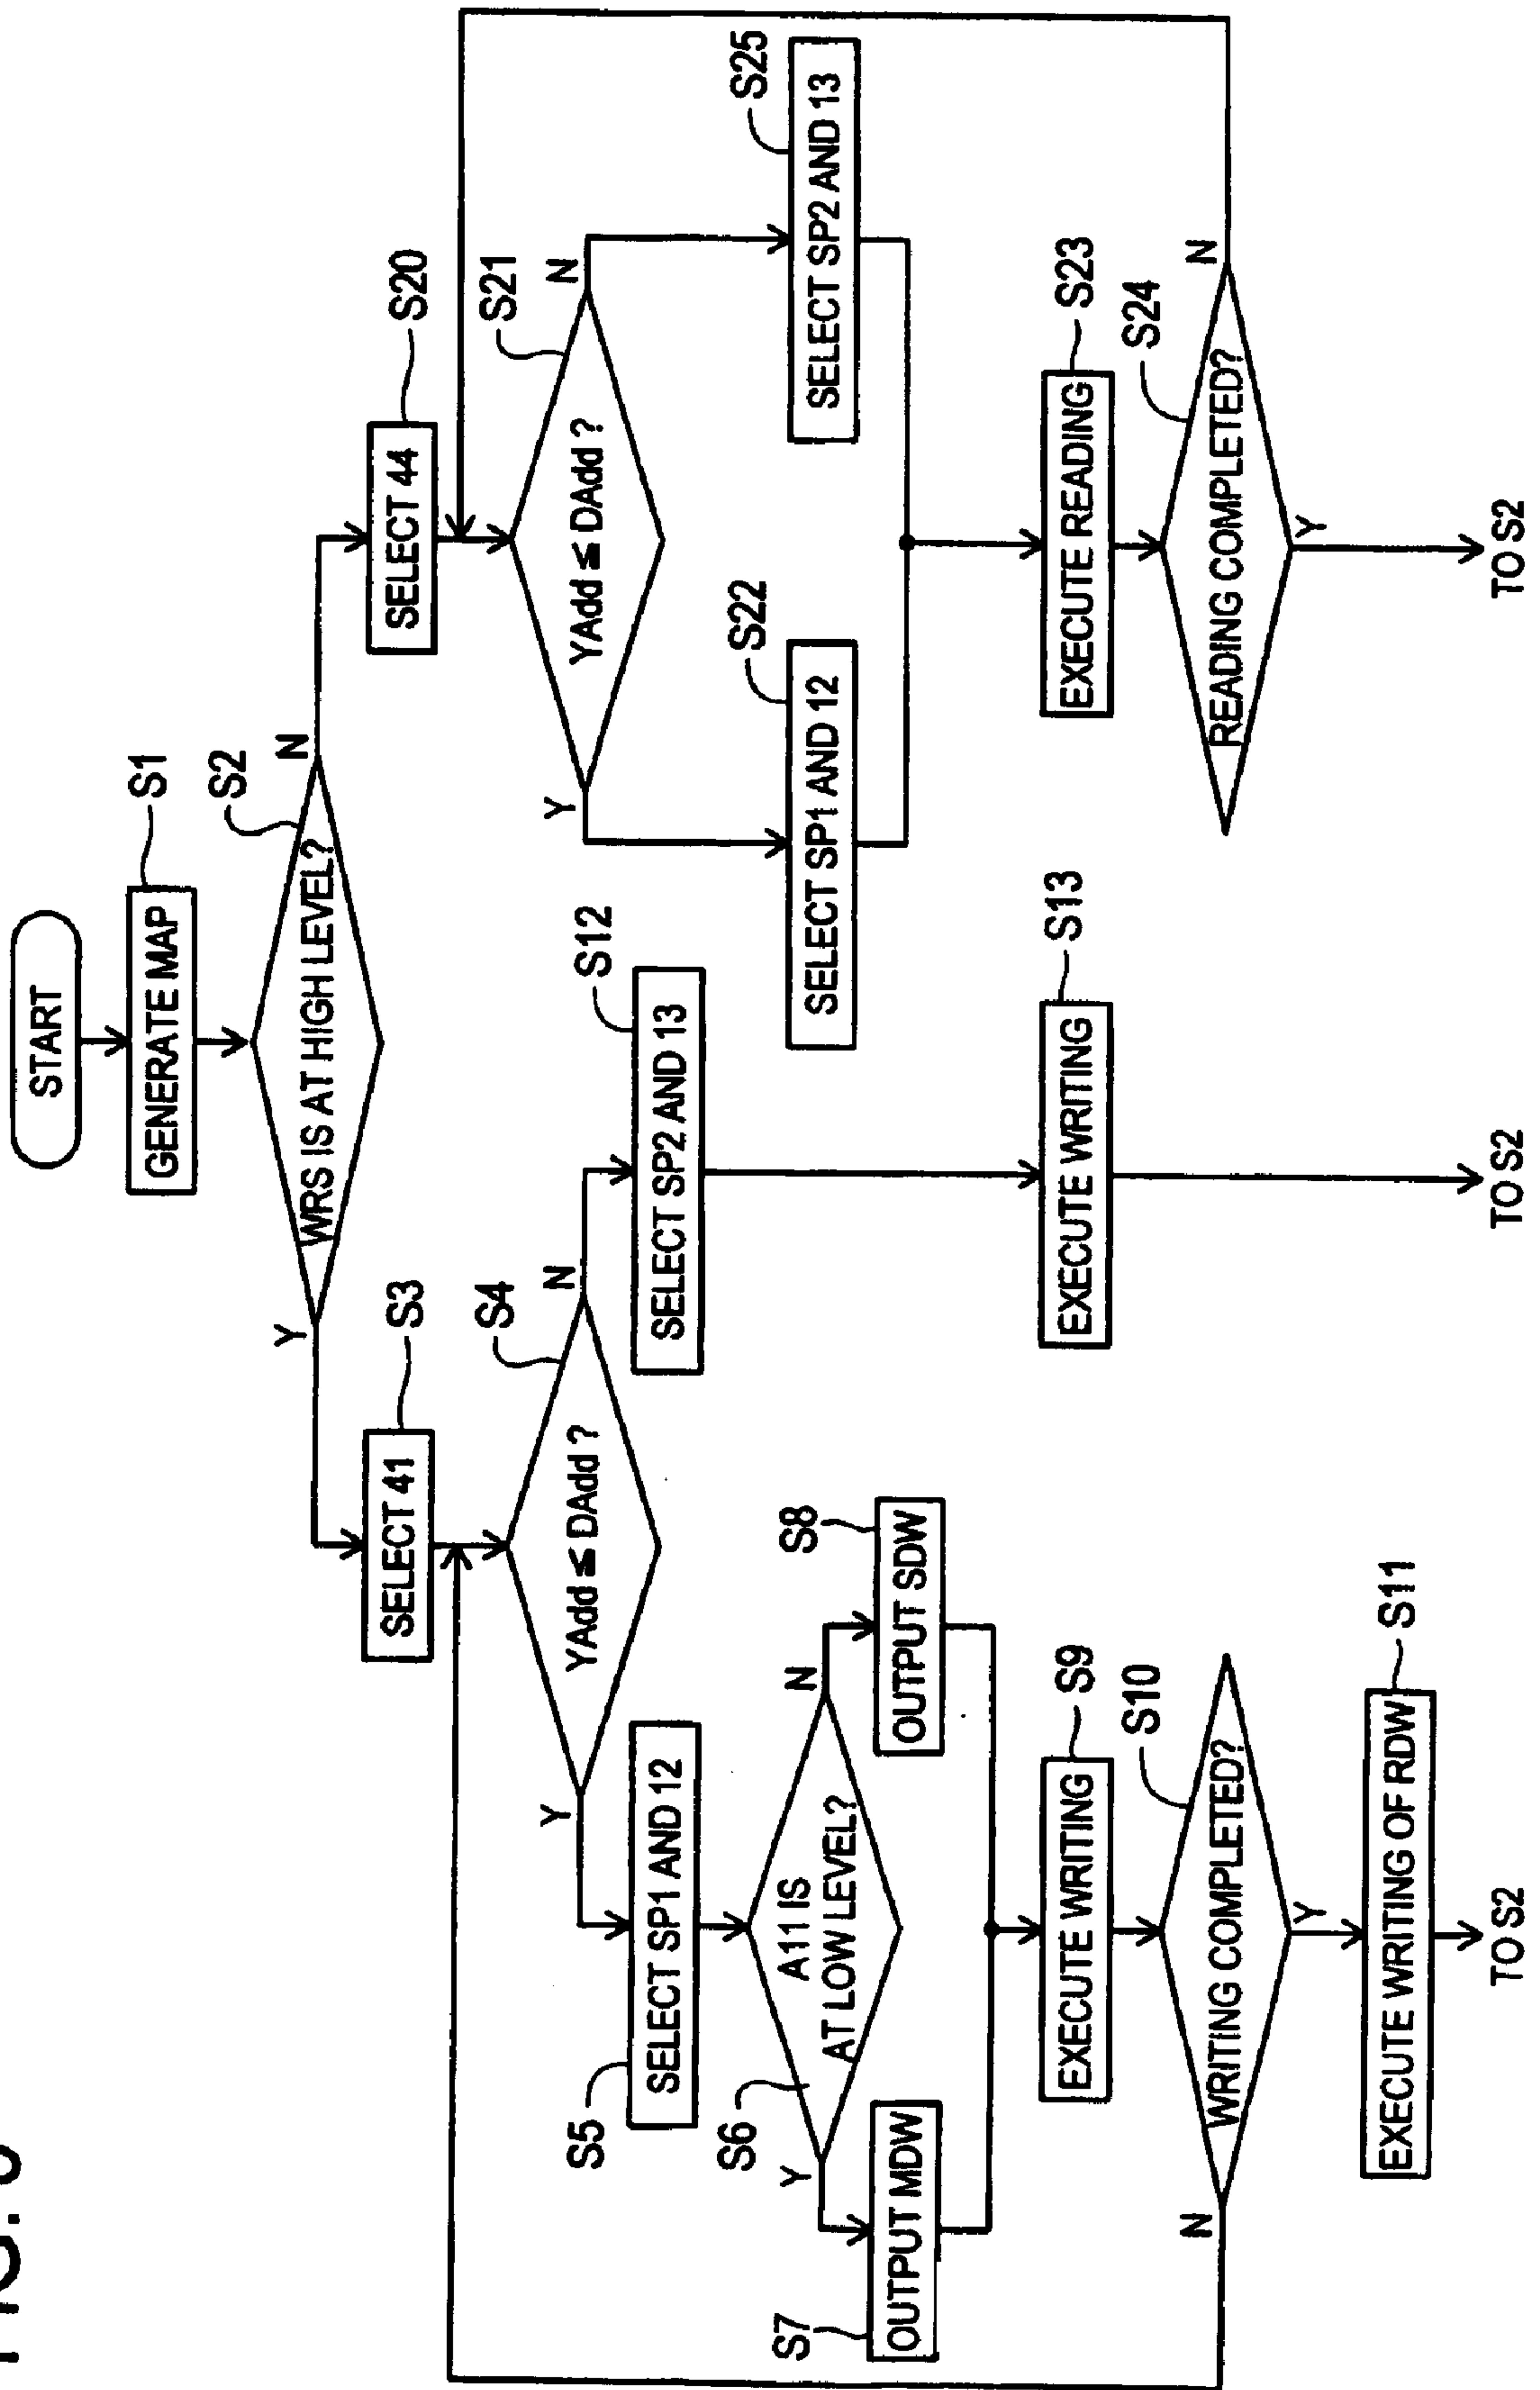 START
GENERATE MAP
S1
WRS IS AT HIGH LEVEL?
S2
Y
N
SELECT 41
S3
SELECT 44
S20
YAdd ≦ DAdd ?
S4
Y
N
YAdd ≦ DAdd ?
S21
Y
N
S5
SELECT SP1 AND 12
SELECT SP2 AND 13
S12
S6
A11 IS
AT LOW LEVEL?
Y
N
S7
OUTPUT MDW
OUTPUT SDW
S8
SELECT SP1 AND 12
S22
SELECT SP2 AND 13
S25
EXECUTE WRITING
S9
EXECUTE WRITING
S13
EXECUTE READING
S23
WRITING COMPLETED?
S10
N
Y
READING COMPLETED?
S24
N
Y
EXECUTE WRITING OF RDW
S11
TO S2
TO S2
TO S2